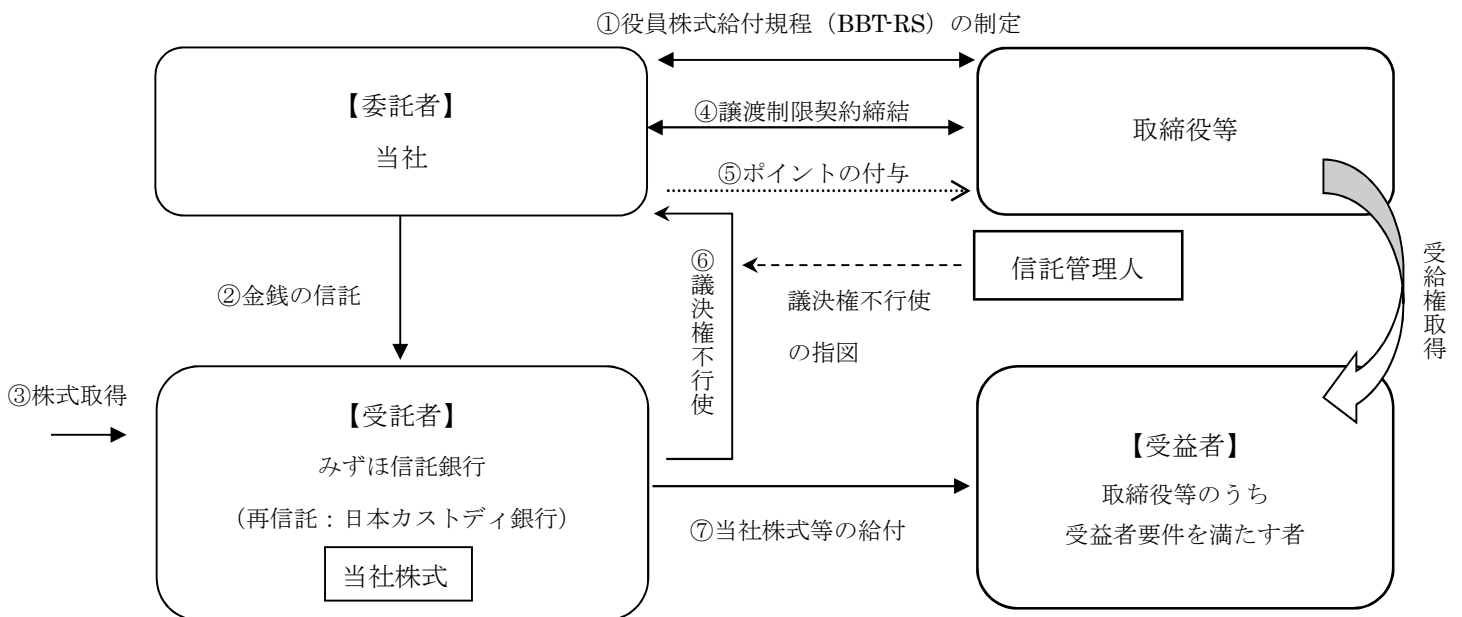 ①役員株式給付規程（BBT-RS）の制定
【委託者】
当社
④譲渡制限契約締結
⑤ポイントの付与
取締役等
②金銭の信託
⑥議決権不行使
議決権不行使
の指図
信託管理人
受給権取得
③株式取得
【受託者】
みずほ信託銀行
（再信託：日本カストディ銀行）
当社株式
⑦当社株式等の給付
【受益者】
取締役等のうち
受益者要件を満たす者